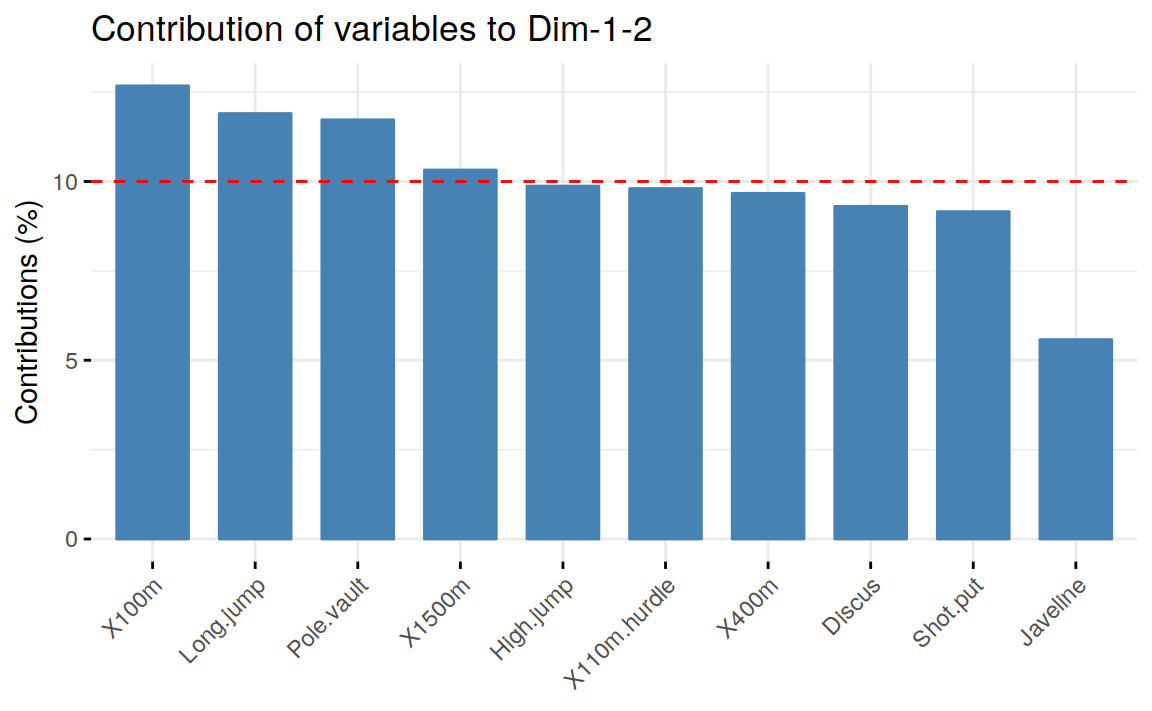 Contribution of variables to Dim-1-2
Contributions (%)
10
5
0
X100m
Long.jump
Pole.vault
X1500m
High.jump
X110m.hurdle
X400m
Discus
Shot.put
Javeline